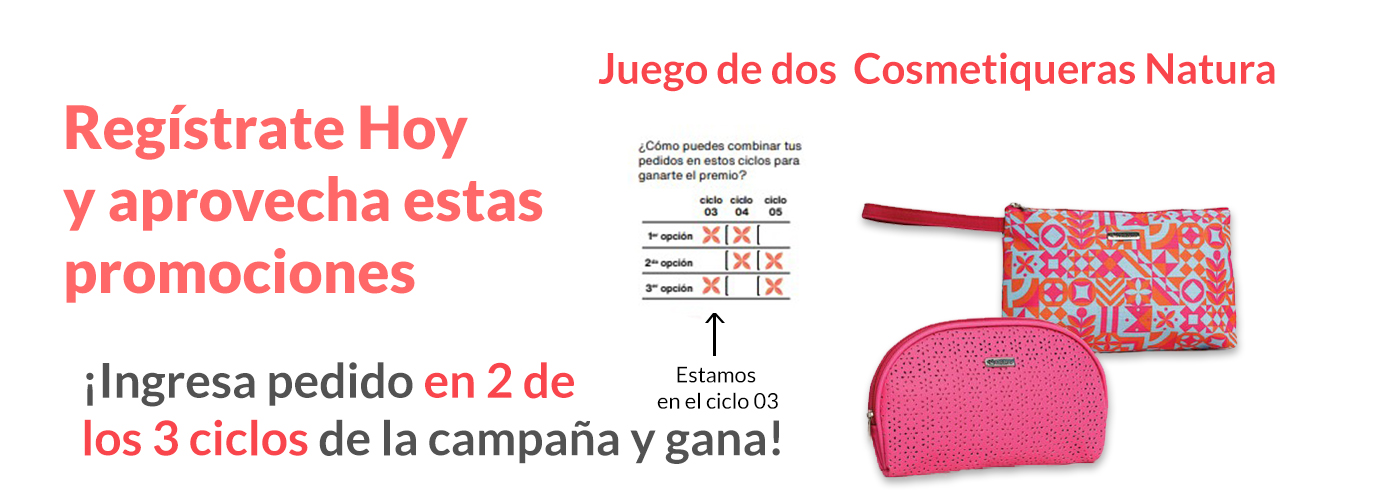 Juego de dos Cosmetiqueras Natura
Regístrate Hoy
y aprovecha estas
promociones
¿Cómo puedes combinar tus
pedidos en estos ciclos para
ganarte el premio?
ciclo 03 ciclo 04 ciclo 05
1er opción
2da opción
3er opción
Estamos
en el ciclo 03
¡Ingresa pedido en 2 de
los 3 ciclos de la campaña y gana!